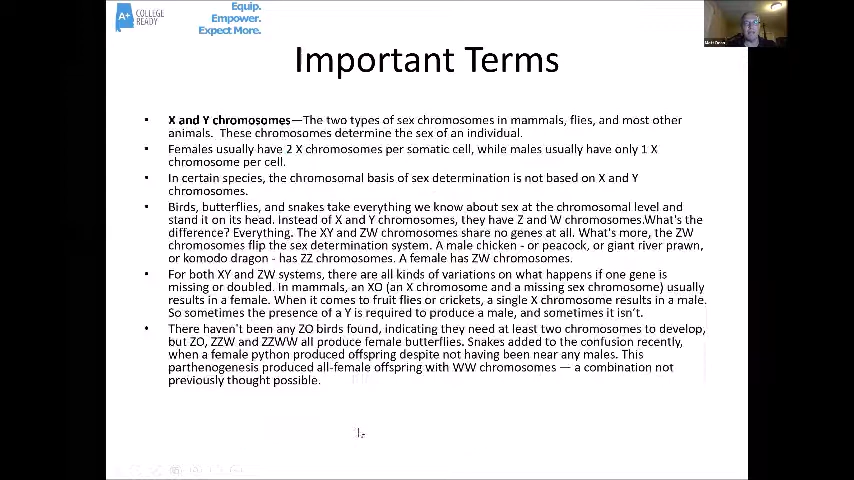 A+ COLLEGE
READY
Equip.
Empower.
Expect More.
Important Terms
• X and Y chromosomes—The two types of sex chromosomes in mammals, flies, and most other
animals. These chromosomes determine the sex of an individual.
• Females usually have 2 X chromosomes per somatic cell, while males usually have only 1 X
chromosome per cell.
• In certain species, the chromosomal basis of sex determination is not based on X and Y
chromosomes.
• Birds, butterflies, and snakes take everything we know about sex at the chromosomal level and
stand it on its head. Instead of X and Y chromosomes, they have Z and W chromosomes.What's the
difference? Everything. The XY and ZW chromosomes share no genes at all. What's more, the ZW
chromosomes flip the sex determination system. A male chicken - or peacock, or giant river prawn,
or komodo dragon - has ZZ chromosomes. A female has ZW chromosomes.
• For both XY and ZW systems, there are all kinds of variations on what happens if one gene is
missing or doubled. In mammals, an XO (an X chromosome and a missing sex chromosome) usually
results in a female. When it comes to fruit flies or crickets, a single X chromosome results in a male.
So sometimes the presence of a Y is required to produce a male, and sometimes it isn't.
• There haven't been any ZO birds found, indicating they need at least two chromosomes to develop,
but ZO, ZZW and ZZWW all produce female butterflies. Snakes added to the confusion recently,
when a female python produced offspring despite not having been near any males. This
parthenogenesis produced all-female offspring with WW chromosomes — a combination not
previously thought possible.